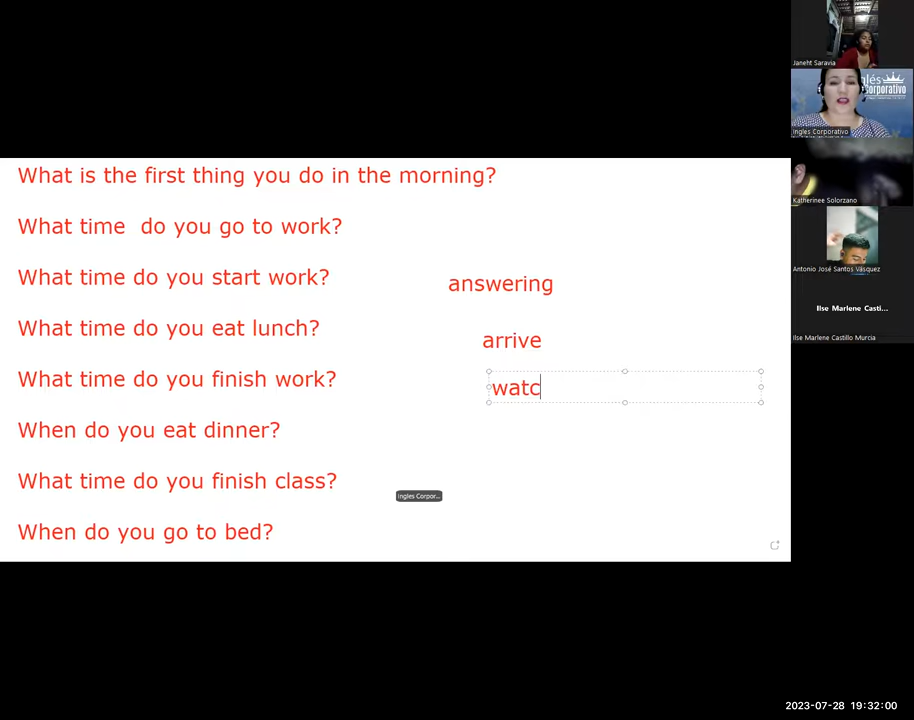 What is the first thing you do in the morning?
What time  do you go to work?
What time do you start work?
answering
What time do you eat lunch?
arrive
What time do you finish work?
watc
When do you eat dinner?
What time do you finish class?
Ingles Corpor...
When do you go to bed?
Janeht Saravia
glés
orporativo
Ingles Corporativo
Katherinee Solorzano
Antonio José Santos Vásquez
Ilse Marlene Casti...
Ilse Marlene Castillo Murcia
2023-07-28 19:32:00